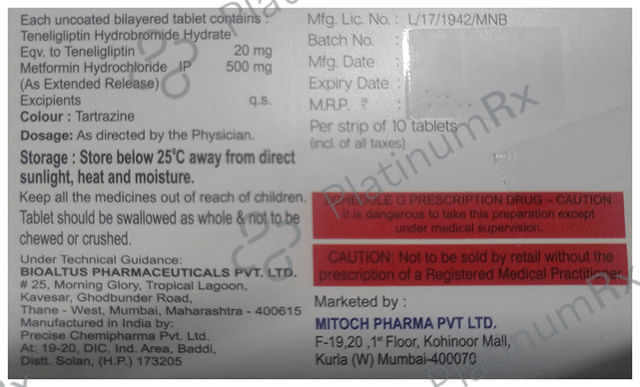 Each uncoated bilayered tablet contains :
Teneligliptin Hydrobromide Hydrate
Eqv. to Teneligliptin 20 mg
Metformin Hydrochloride IP 500 mg
(As Extended Release)
Excipients q.s.
Colour : Tartrazine
Dosage: As directed by the Physician.
Storage : Store below 25°C away from direct
sunlight, heat and moisture.
Keep all the medicines out of reach of children.
Tablet should be swallowed as whole & not to be
chewed or crushed.
Under Technical Guidance:
BIOALTUS PHARMACEUTICALS PVT. LTD.
# 25, Morning Glory, Tropical Lagoon,
Kavesar, Ghodbunder Road,
Thane - West, Mumbai, Maharashtra - 400615
Manufactured in India by:
Precise Chemipharma Pvt. Ltd.
At: 19-20, DIC, Ind. Area, Baddi,
Distt. Solan, (H.P.) 173205
Mfg. Lic. No. : L/17/1942/MNB
Batch No. :
Mfg. Date :
Expiry Date :
M.R.P. ₹ :
Per strip of 10 tablets
(incl. of all taxes)
SCHEDULE G PRESCRIPTION DRUG – CAUTION
It is dangerous to take this preparation except
under medical supervision.
CAUTION: Not to be sold by retail without the
prescription of a Registered Medical Practitioner
Marketed by :
MITOCH PHARMA PVT LTD.
F-19,20 ,1st Floor, Kohinoor Mall,
Kurla (W) Mumbai-400070
PlatinumRx
PlatinumRx
PlatinumRx